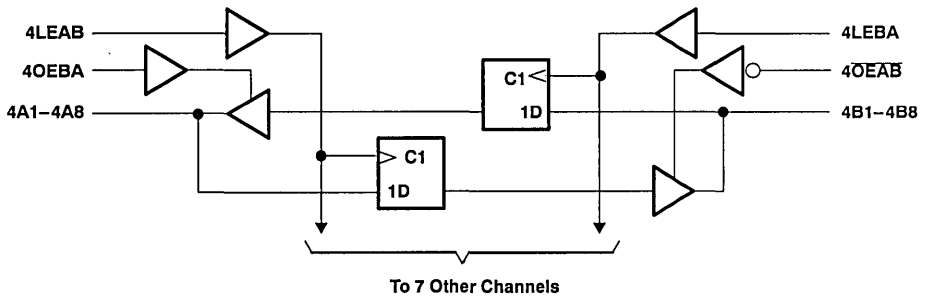 4LEAB
4LEBA
4OEBA
4OEAB
4A1–4A8
4B1–4B8
C1
1D
C1
1D
To 7 Other Channels